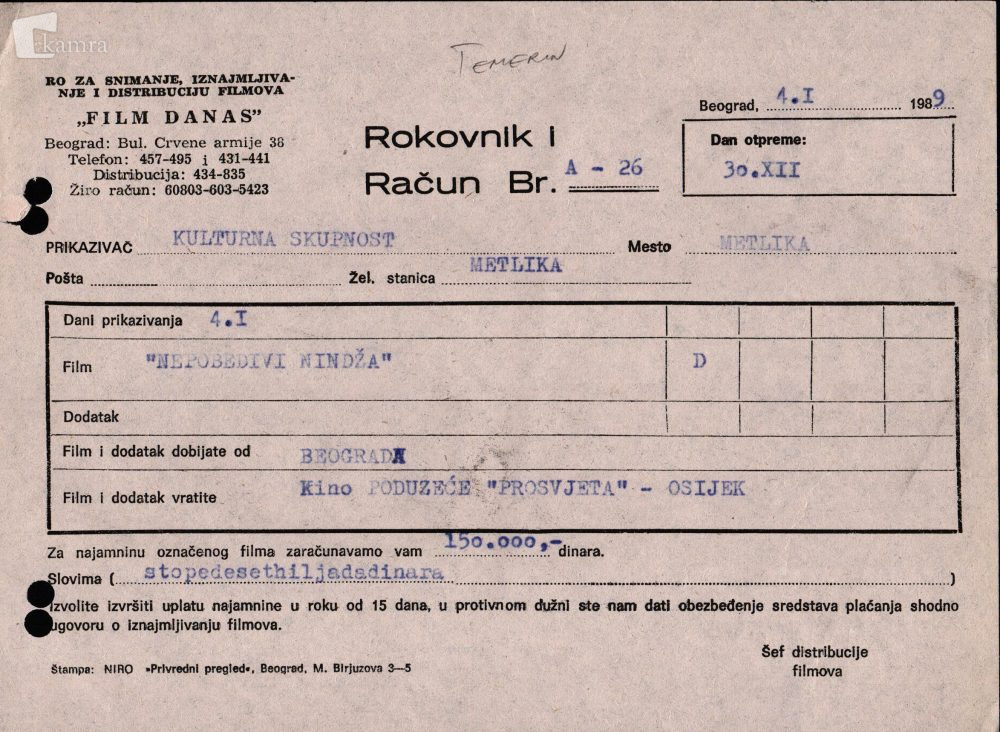 kamra
Temerin
RO ZA SNIMANJE, IZNAJMLJIVA-
NJE I DISTRIBUCIJU FILMOVA
„FILM DANAS”
Beograd: Bul. Crvene armije 38
Telefon: 457-495 i 431-441
Distribucija: 434-835
Žiro račun: 60803-603-5423
Rokovnik i
Račun Br. A - 26
Beograd, 4.I 1989
Dan otpreme:
30.XII
PRIKAZIVAČ KULTURNA SKUPNOST Mesto METLIKA
Pošta Žel. stanica METLIKA
Dani prikazivanja 4.I
Film "NEPOBEDIVI NINDŽA" D
Dodatak
Film i dodatak dobijate od BEOGRADA
Film i dodatak vratite Kino PODUZEĆE "PROSVJETA" - OSIJEK
Za najamninu označenog filma zaračunavamo vam 150.000,- dinara.
Slovima ( stopedesethiljadadinara )
Izvolite izvršiti uplatu najamnine u roku od 15 dana, u protivnom dužni ste nam dati obezbeđenje sredstava plaćanja shodno
ugovoru o iznajmljivanju filmova.
Šef distribucije
filmova
Štampa: NIRO »Privredni pregled«, Beograd, M. Birjuzova 3—5